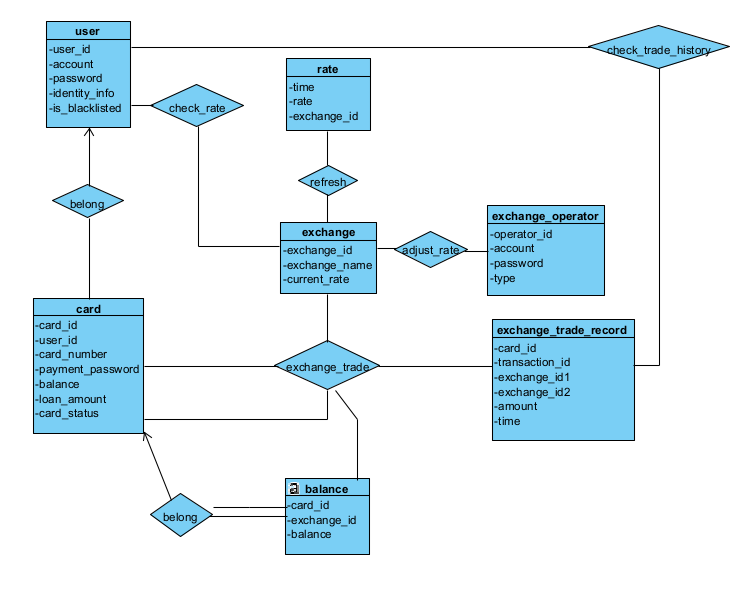 user
-user_id
-account
-password
-identity_info
-is_blacklisted
check_trade_history
rate
-time
-rate
-exchange_id
check_rate
refresh
belong
exchange
-exchange_id
-exchange_name
-current_rate
adjust_rate
exchange_operator
-operator_id
-account
-password
-type
card
-card_id
-user_id
-card_number
-payment_password
-balance
-loan_amount
-card_status
exchange_trade
exchange_trade_record
-card_id
-transaction_id
-exchange_id1
-exchange_id2
-amount
-time
belong
a balance
-card_id
-exchange_id
-balance